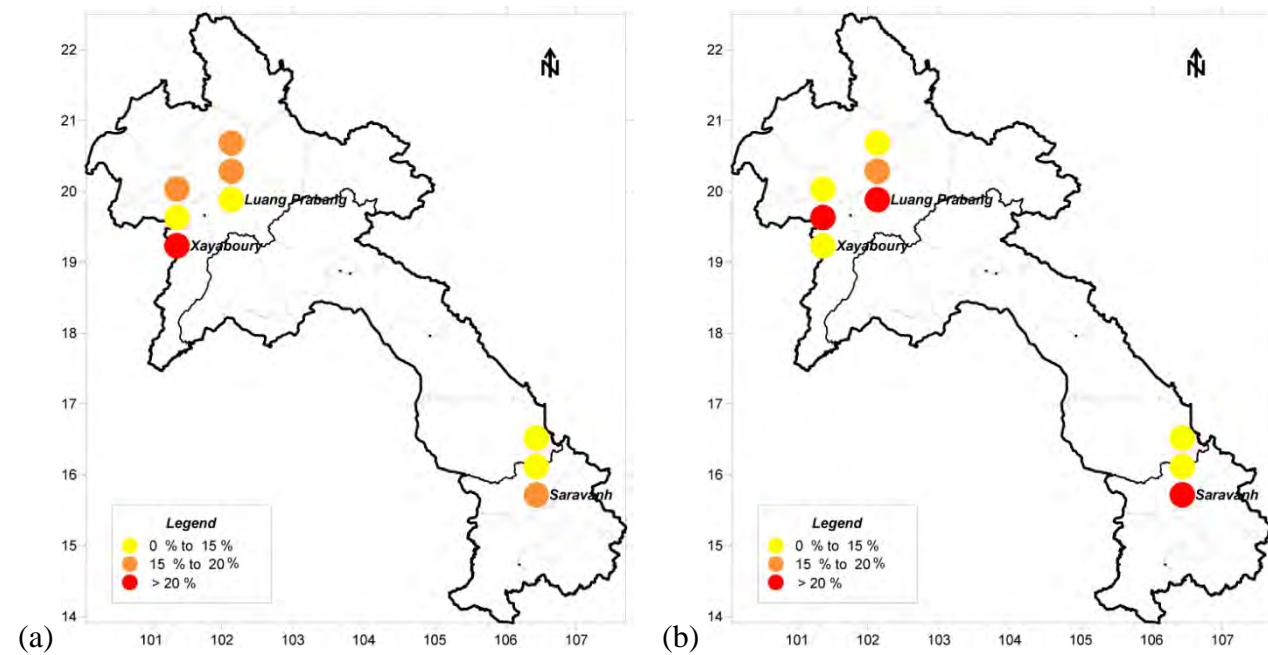 22
21
20
19
18
17
16
15
14
101 102 103 104 105 106 107
N
Luang Prabang
Xayaboury
Saravanh
Legend
0 % to 15 %
15 % to 20 %
> 20 %
(a)
22
21
20
19
18
17
16
15
14
101 102 103 104 105 106 107
N
Luang Prabang
Xayaboury
Saravanh
Legend
0 % to 15 %
15 % to 20 %
> 20 %
(b)